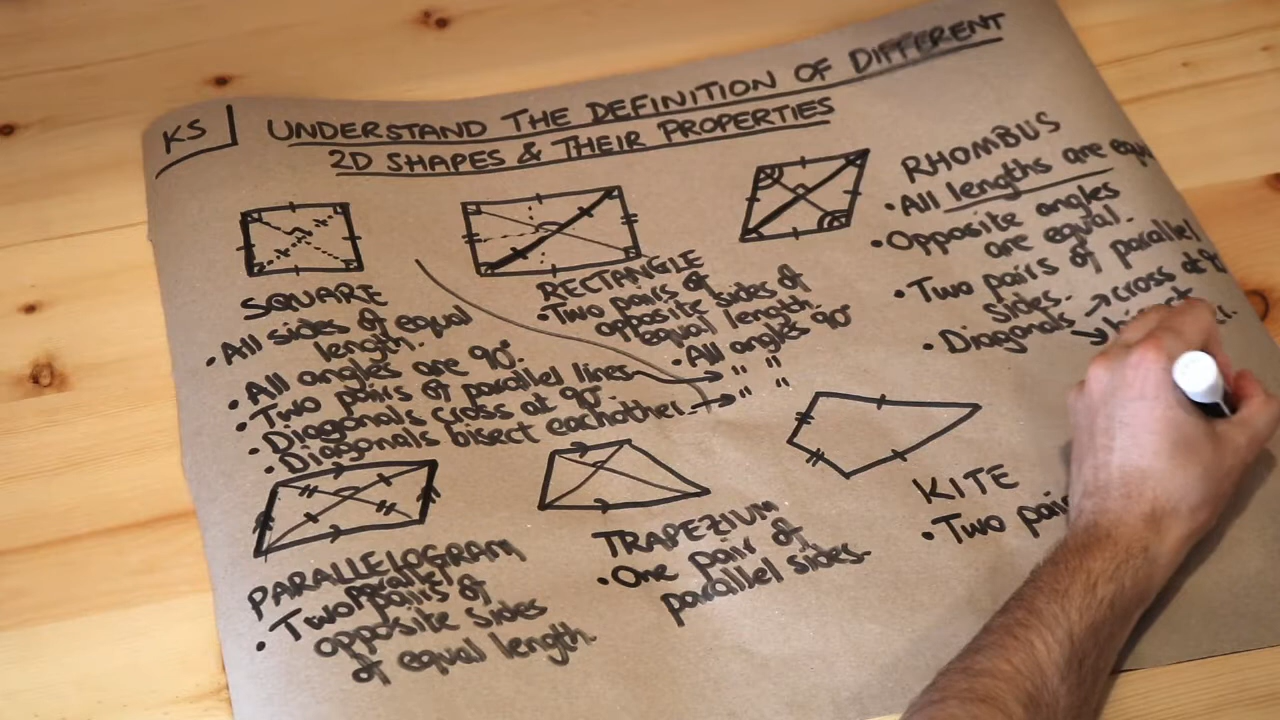 KS
UNDERSTAND THE DEFINITION OF DIFFERENT
2D SHAPES & THEIR PROPERTIES
SQUARE
• All sides of equal
length.
• All angles are 90°.
• Two pairs of parallel lines
• Diagonals cross at 90°
• Diagonals bisect eachother.
RECTANGLE
• Two pairs of
opposite sides of
equal length.
• All angles 90°
" "
" "
RHOMBUS
• All lengths are
• Opposite angles
are equal.
• Two pairs of parallel
sides.
• Diagonals → cross at
PARALLELOGRAM
parallel
• Two pairs of
opposite sides
of equal length.
TRAPEZIUM
• One pair of
parallel sides.
KITE
• Two